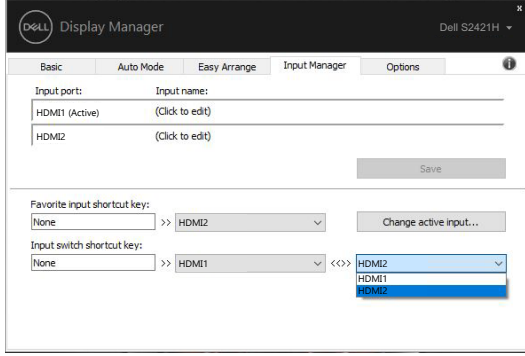 DELL Display Manager
Dell S2421H
x
Basic Auto Mode Easy Arrange Input Manager Options i
Input port: Input name:
HDMI1 (Active) (Click to edit)
HDMI2 (Click to edit)
Save
Favorite input shortcut key:
None >> HDMI2 Change active input...
Input switch shortcut key:
None >> HDMI1 <<>> HDMI2
HDMI1
HDMI2